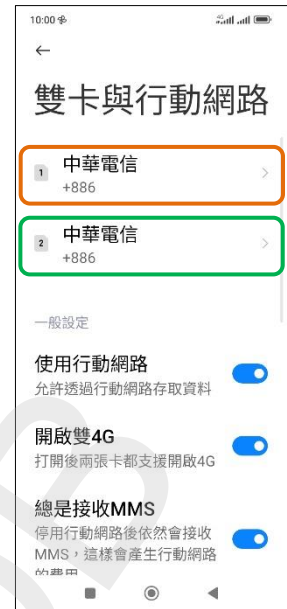 10:00
4G
雙卡與行動網路
1
中華電信
+886
2
中華電信
+886
一般設定
使用行動網路
允許透過行動網路存取資料
開啟雙4G
打開後兩張卡都支援開啟4G
總是接收MMS
停用行動網路後依然會接收
MMS，這樣會產生行動網路
的費用